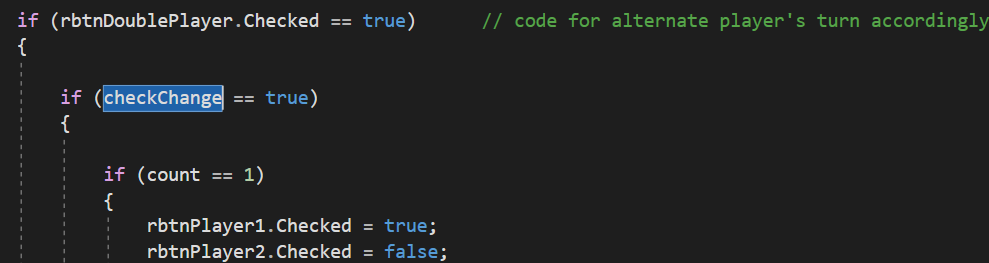 if (rbtnDoublePlayer.Checked == true) // code for alternate player's turn accordingly
{
if (checkChange == true)
{
if (count == 1)
{
rbtnPlayer1.Checked = true;
rbtnPlayer2.Checked = false;